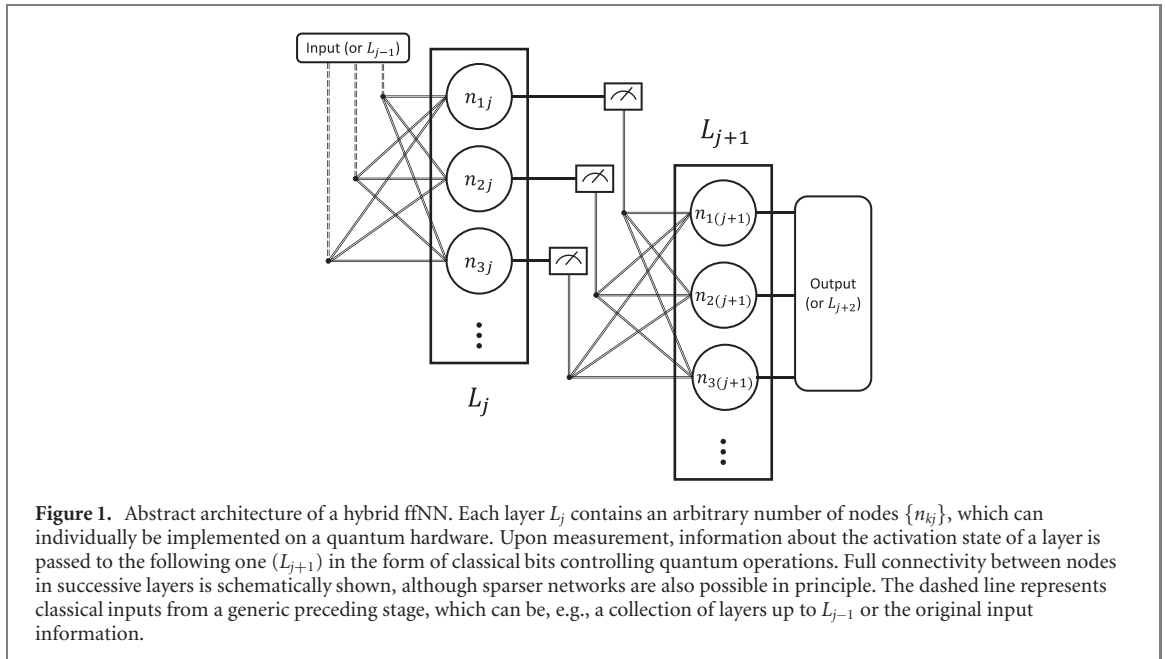 Input (or L_{j−1})
n_{1j}
n_{2j}
n_{3j}
⋮
L_j
L_{j+1}
n_{1(j+1)}
n_{2(j+1)}
n_{3(j+1)}
⋮
Output
(or L_{j+2})
Figure 1. Abstract architecture of a hybrid ffNN. Each layer L_j contains an arbitrary number of nodes {n_{kj}}, which can
individually be implemented on a quantum hardware. Upon measurement, information about the activation state of a layer is
passed to the following one (L_{j+1}) in the form of classical bits controlling quantum operations. Full connectivity between nodes
in successive layers is schematically shown, although sparser networks are also possible in principle. The dashed line represents
classical inputs from a generic preceding stage, which can be, e.g., a collection of layers up to L_{j−1} or the original input
information.